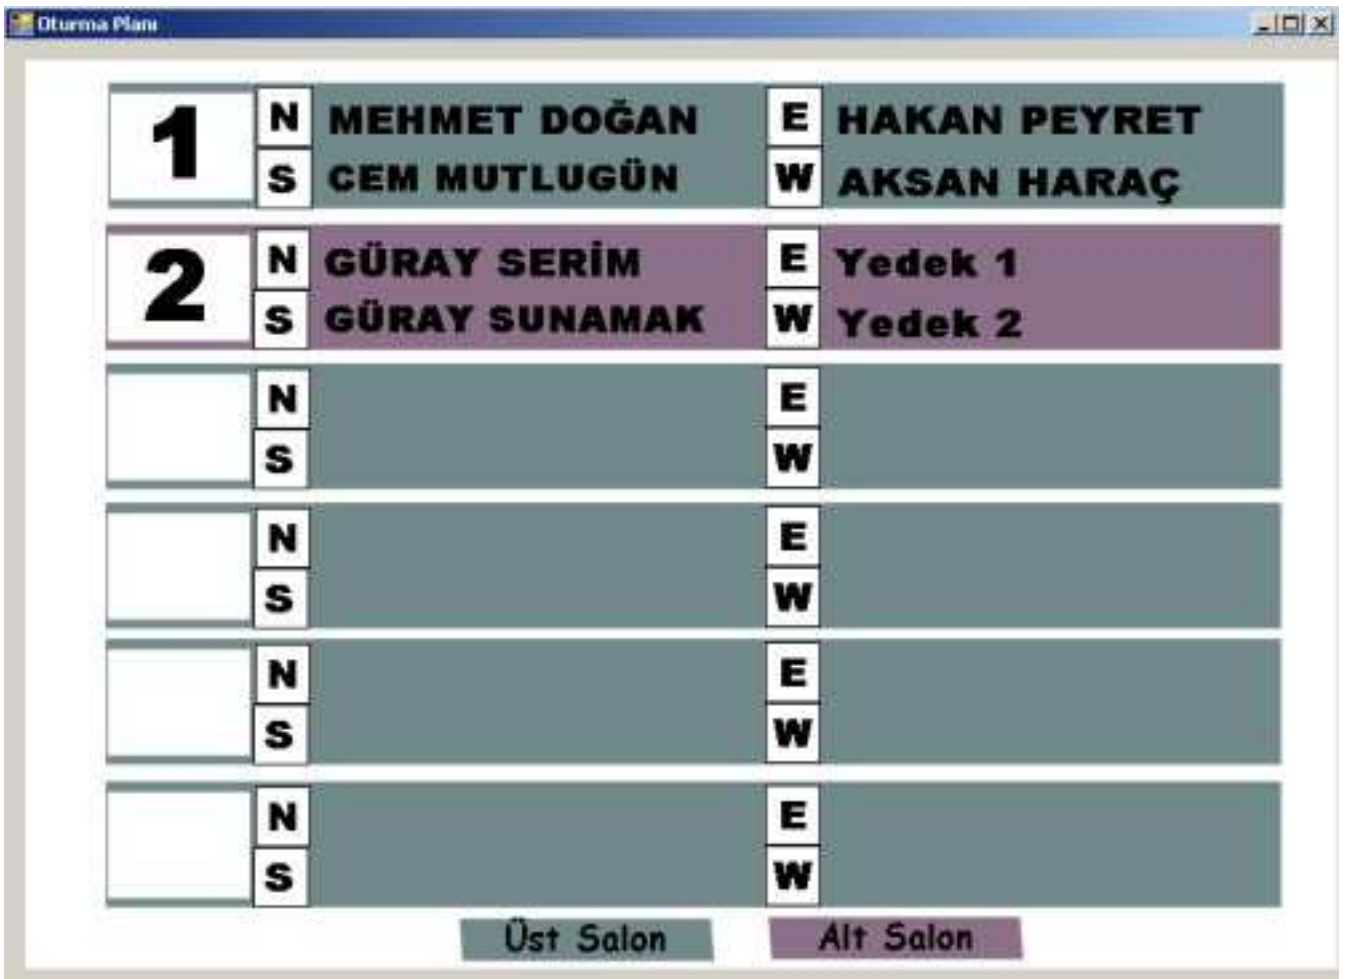 Oturma Planı
1 N MEHMET DOĞAN E HAKAN PEYRET
S CEM MUTLUGÜN W AKSAN HARAÇ
2 N GÜRAY SERİM E Yedek 1
S GÜRAY SUNAMAK W Yedek 2
N E
S W
N E
S W
N E
S W
N E
S W
Üst Salon Alt Salon